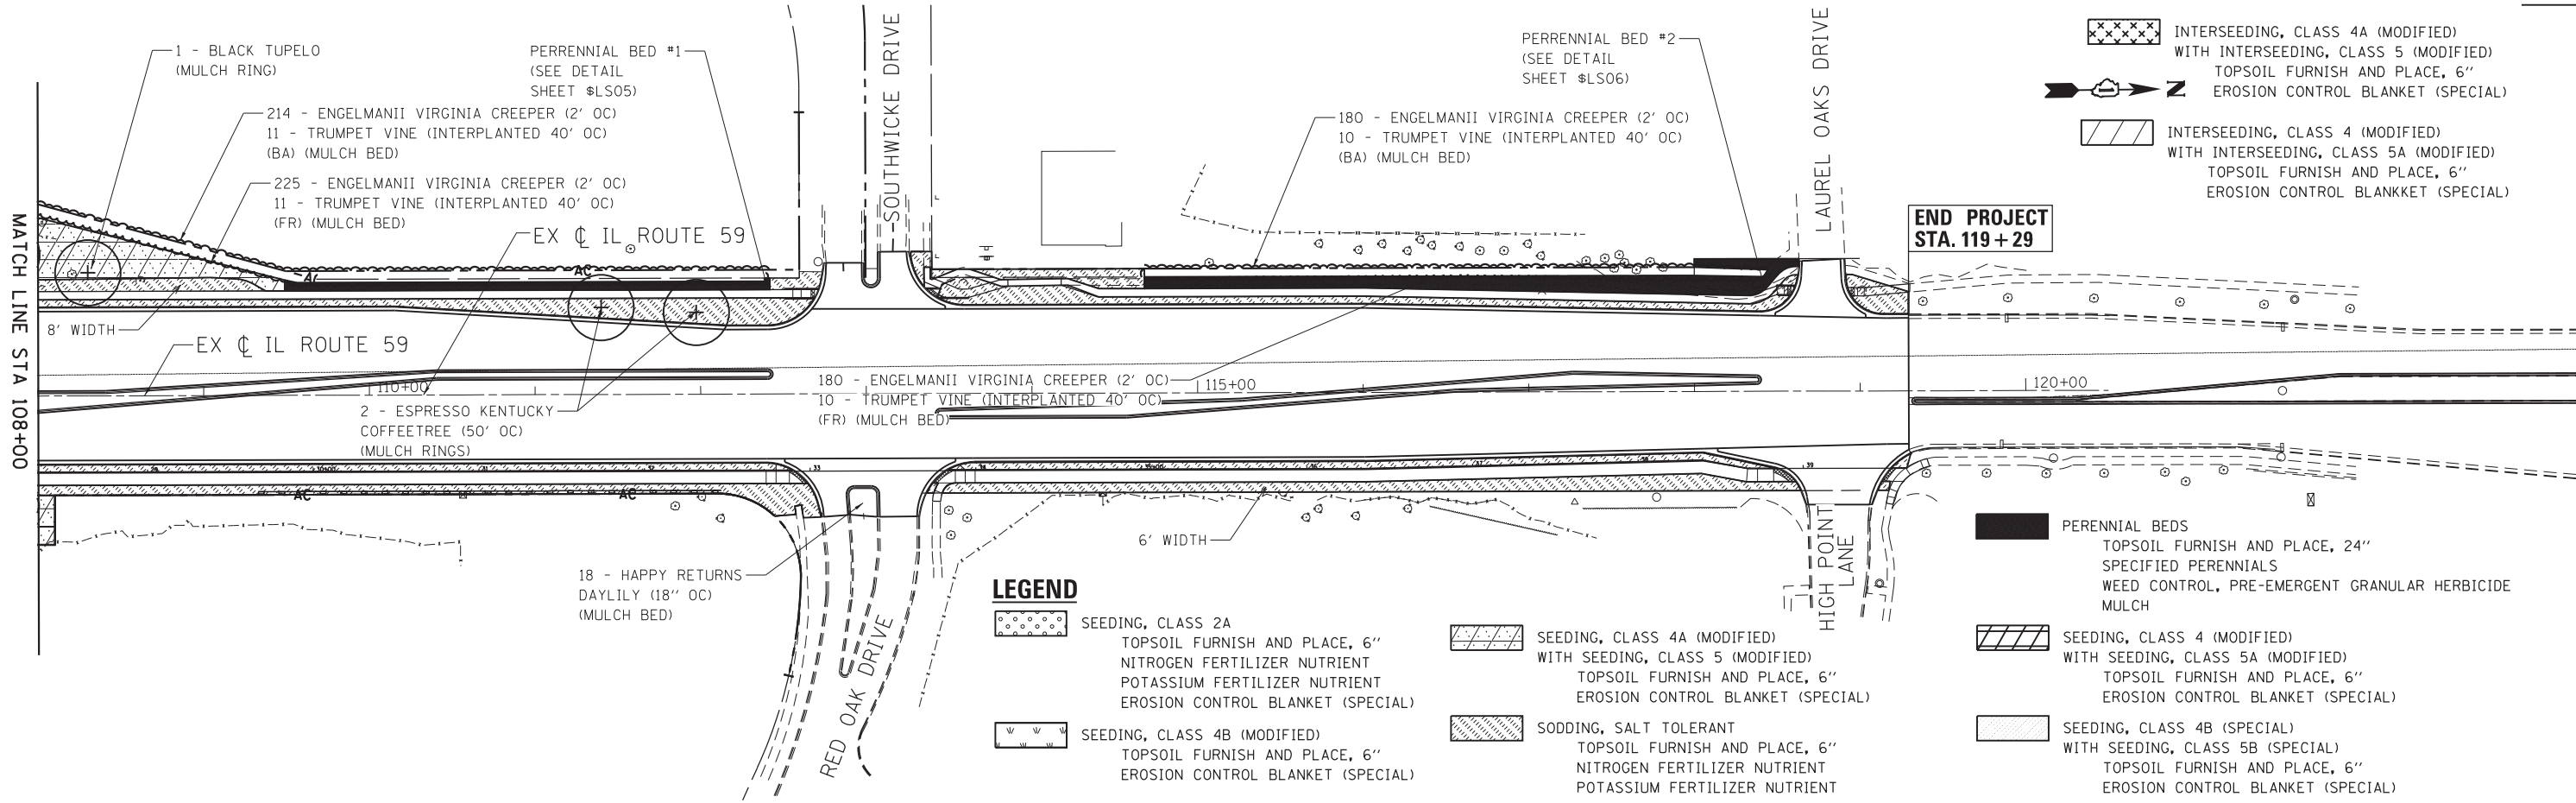 1 - BLACK TUPELO
(MULCH RING)
PERRENNIAL BED #1
(SEE DETAIL
SHEET $LS05)
214 - ENGELMANII VIRGINIA CREEPER (2' OC)
11 - TRUMPET VINE (INTERPLANTED 40' OC)
(BA) (MULCH BED)
225 - ENGELMANII VIRGINIA CREEPER (2' OC)
11 - TRUMPET VINE (INTERPLANTED 40' OC)
(FR) (MULCH BED)
EX ℄ IL ROUTE 59
SOUTHWICKE DRIVE
PERRENNIAL BED #2
(SEE DETAIL
SHEET $LS06)
180 - ENGELMANII VIRGINIA CREEPER (2' OC)
10 - TRUMPET VINE (INTERPLANTED 40' OC)
(BA) (MULCH BED)
LAUREL OAKS DRIVE
INTERSEEDING, CLASS 4A (MODIFIED)
WITH INTERSEEDING, CLASS 5 (MODIFIED)
TOPSOIL FURNISH AND PLACE, 6''
EROSION CONTROL BLANKET (SPECIAL)
N
INTERSEEDING, CLASS 4 (MODIFIED)
WITH INTERSEEDING, CLASS 5A (MODIFIED)
TOPSOIL FURNISH AND PLACE, 6''
EROSION CONTROL BLANKKET (SPECIAL)
END PROJECT
STA. 119+29
MATCH LINE STA 108+00
AC
AC
8' WIDTH
EX ℄ IL ROUTE 59
110+00
115+00
120+00
2 - ESPRESSO KENTUCKY
COFFEETREE (50' OC)
(MULCH RINGS)
180 - ENGELMANII VIRGINIA CREEPER (2' OC)
10 - TRUMPET VINE (INTERPLANTED 40' OC)
(FR) (MULCH BED)
29
30+00
31
32
33
34
35+00
36
37
38
39
AC
AC
6' WIDTH
18 - HAPPY RETURNS
DAYLILY (18'' OC)
(MULCH BED)
RED OAK DRIVE
HIGH POINT
LANE
LEGEND
SEEDING, CLASS 2A
TOPSOIL FURNISH AND PLACE, 6''
NITROGEN FERTILIZER NUTRIENT
POTASSIUM FERTILIZER NUTRIENT
EROSION CONTROL BLANKET (SPECIAL)
SEEDING, CLASS 4B (MODIFIED)
TOPSOIL FURNISH AND PLACE, 6''
EROSION CONTROL BLANKET (SPECIAL)
SEEDING, CLASS 4A (MODIFIED)
WITH SEEDING, CLASS 5 (MODIFIED)
TOPSOIL FURNISH AND PLACE, 6''
EROSION CONTROL BLANKET (SPECIAL)
SODDING, SALT TOLERANT
TOPSOIL FURNISH AND PLACE, 6''
NITROGEN FERTILIZER NUTRIENT
POTASSIUM FERTILIZER NUTRIENT
PERENNIAL BEDS
TOPSOIL FURNISH AND PLACE, 24''
SPECIFIED PERENNIALS
WEED CONTROL, PRE-EMERGENT GRANULAR HERBICIDE
MULCH
SEEDING, CLASS 4 (MODIFIED)
WITH SEEDING, CLASS 5A (MODIFIED)
TOPSOIL FURNISH AND PLACE, 6''
EROSION CONTROL BLANKET (SPECIAL)
SEEDING, CLASS 4B (SPECIAL)
WITH SEEDING, CLASS 5B (SPECIAL)
TOPSOIL FURNISH AND PLACE, 6''
EROSION CONTROL BLANKET (SPECIAL)